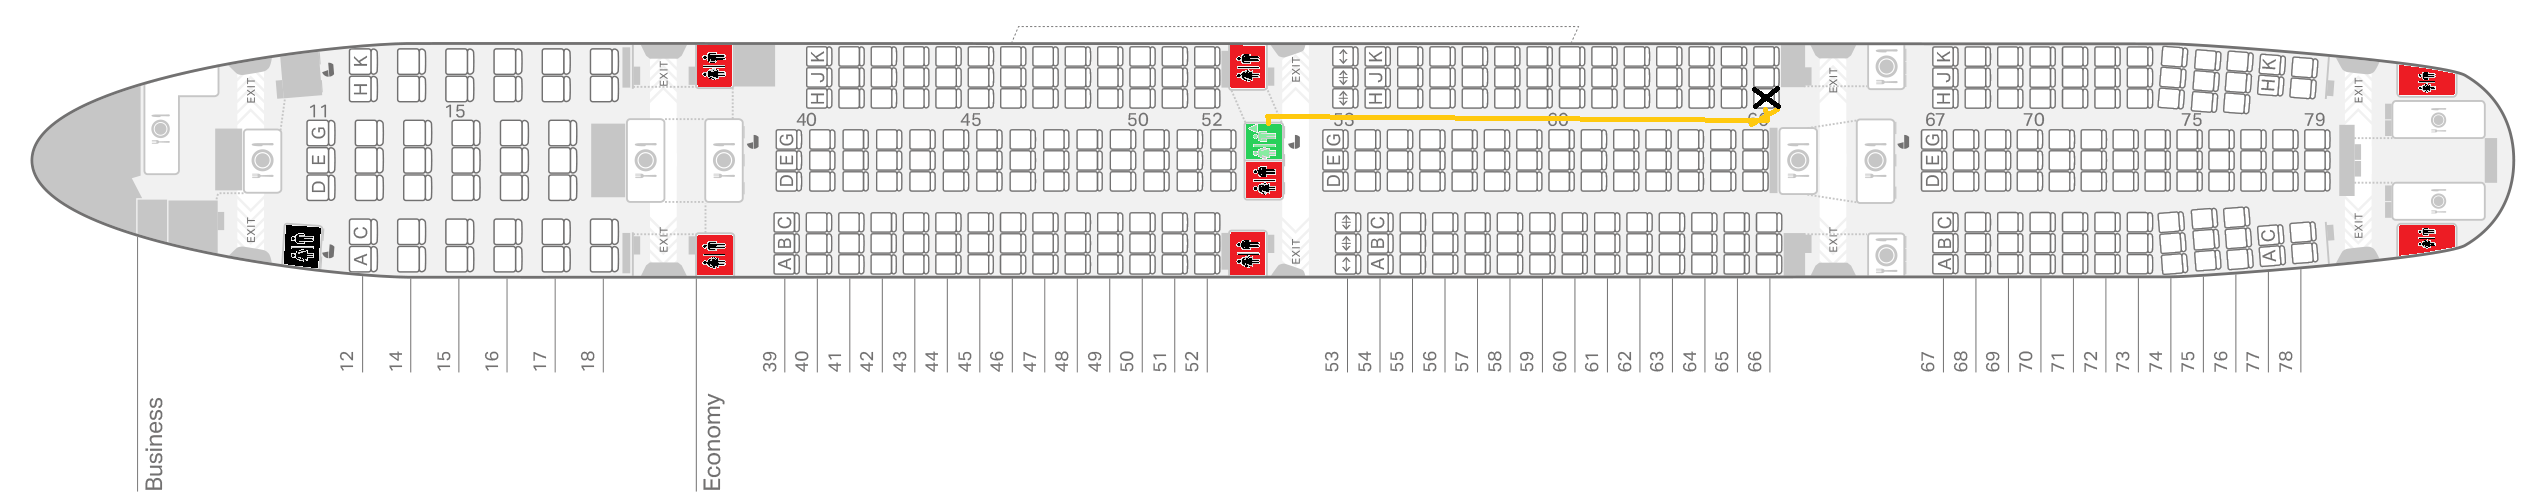 EXIT EXIT EXIT EXIT EXIT
K K K K K
H J J J H
H H H
11 15 40 45 50 52 53 60 66 67 70 75 79
G G G G
E E E E
D D D D
C C C C C
A B B B A
A A A
EXIT EXIT EXIT EXIT EXIT
12 14 15 16 17 18 39 40 41 42 43 44 45 46 47 48 49 50 51 52 53 54 55 56 57 58 59 60 61 62 63 64 65 66 67 68 69 70 71 72 73 74 75 76 77 78
Business Economy